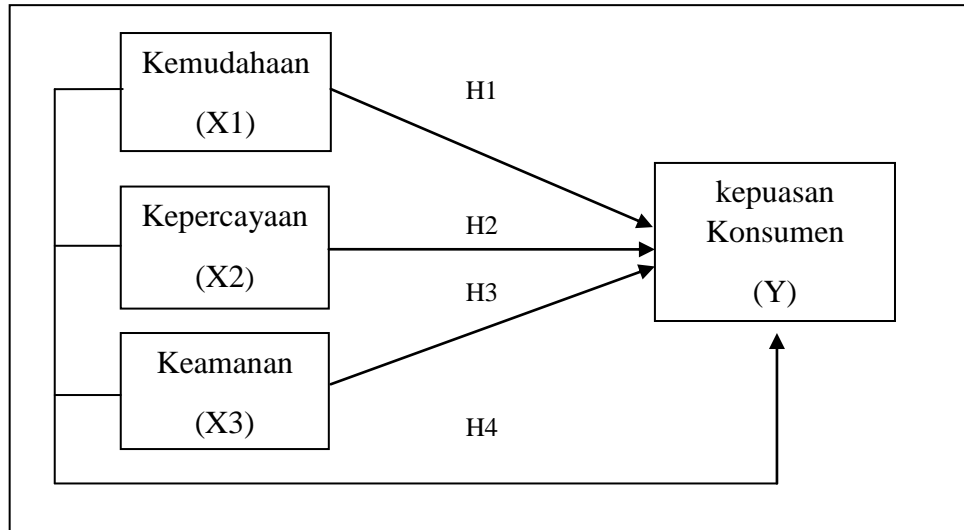 Kemudahaan
(X1)
H1
Kepercayaan
(X2)
H2
kepuasan
Konsumen
(Y)
H3
Keamanan
(X3)
H4